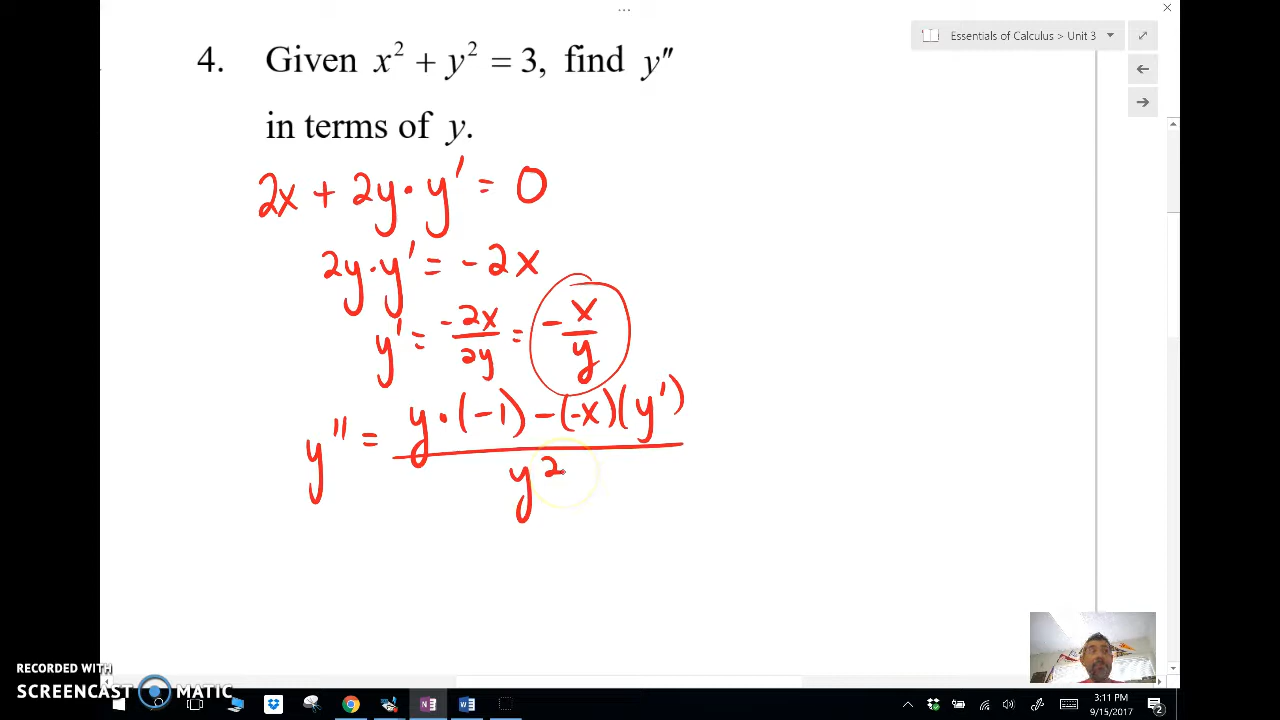 Essentials of Calculus > Unit 3
4. Given x² + y² = 3, find y″
in terms of y.
2x + 2y · y' = 0
2y · y' = -2x
y' = -2x/2y = -x/y
y'' = (y · (-1) - (-x)(y'))/y²
RECORDED WITH
SCREENCAST MATIC
3:11 PM
9/15/2017
2